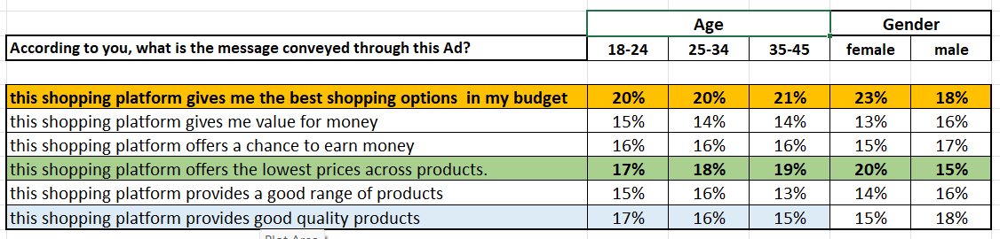 Age Gender
According to you, what is the message conveyed through this Ad? 18-24 25-34 35-45 female male
this shopping platform gives me the best shopping options in my budget 20% 20% 21% 23% 18%
this shopping platform gives me value for money 15% 14% 14% 13% 16%
this shopping platform offers a chance to earn money 16% 16% 16% 15% 17%
this shopping platform offers the lowest prices across products. 17% 18% 19% 20% 15%
this shopping platform provides a good range of products 15% 16% 13% 14% 16%
this shopping platform provides good quality products 17% 16% 15% 15% 18%
Plot Area